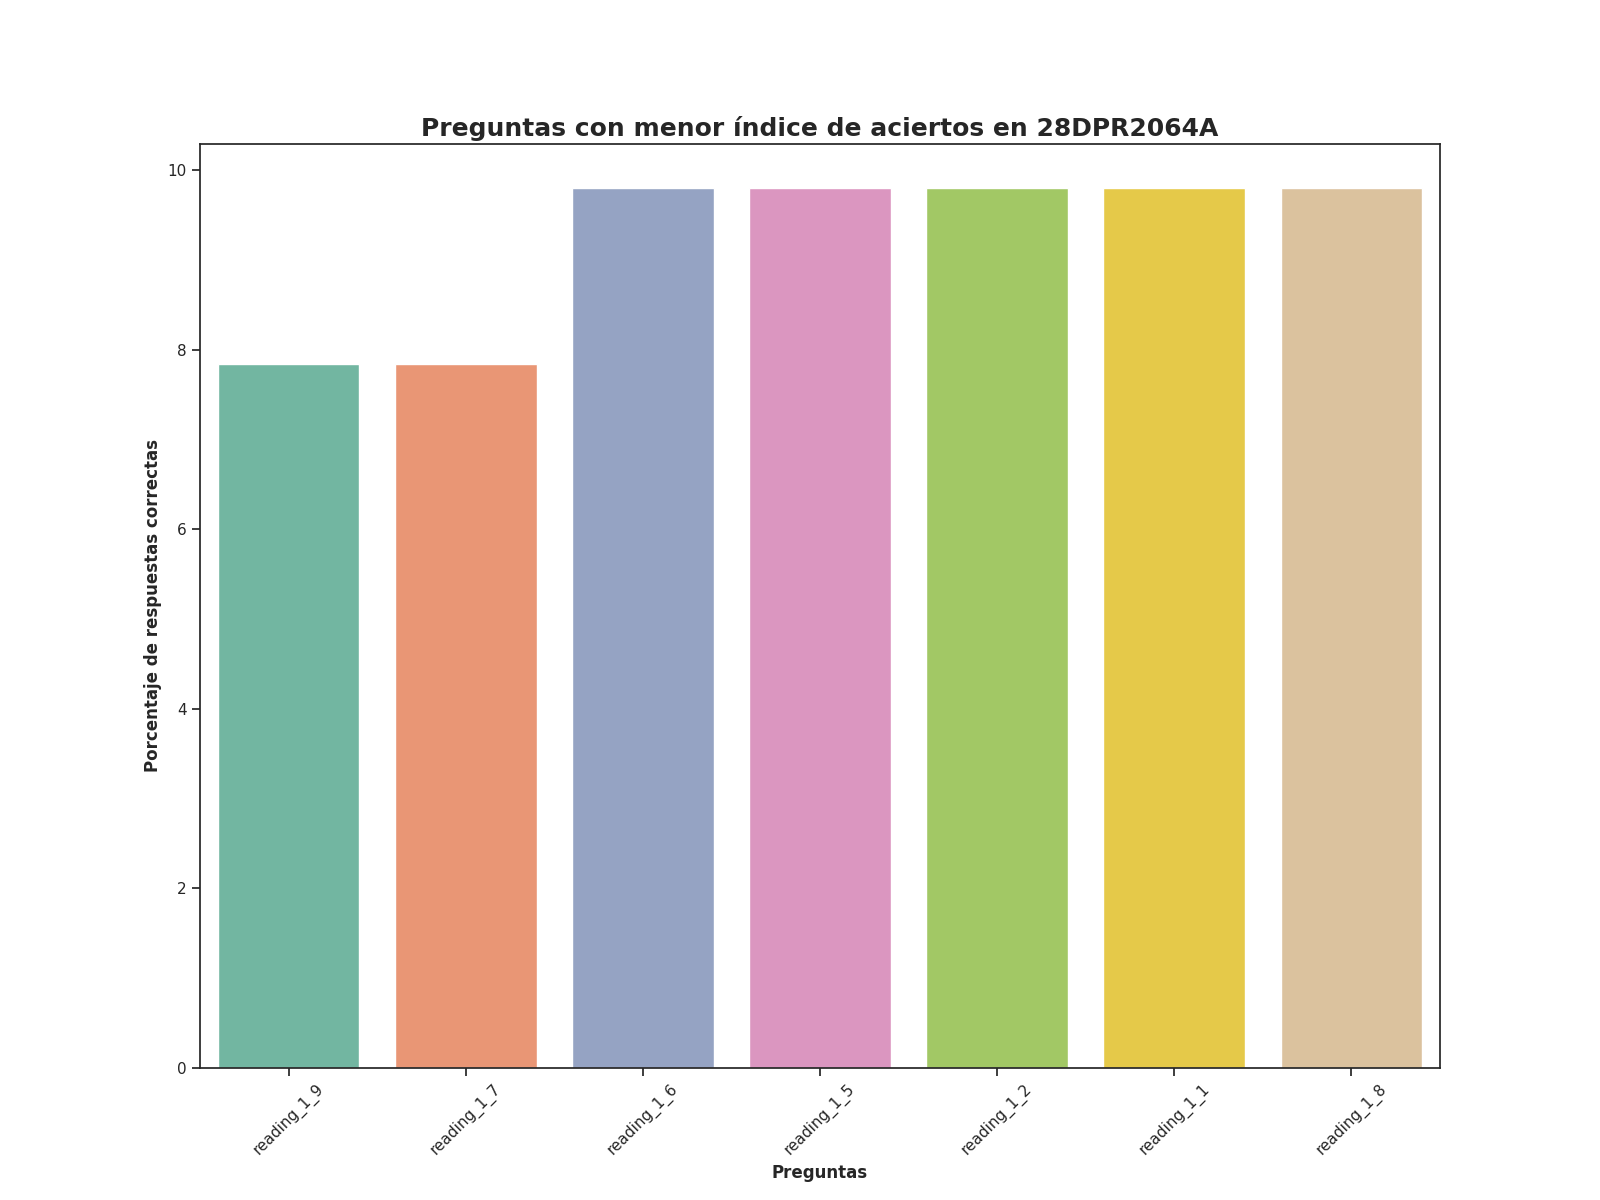 Preguntas con menor índice de aciertos en 28DPR2064A
Porcentaje de respuestas correctas
10
8
6
4
2
0
reading_1_9
reading_1_7
reading_1_6
reading_1_5
reading_1_2
reading_1_1
reading_1_8
Preguntas